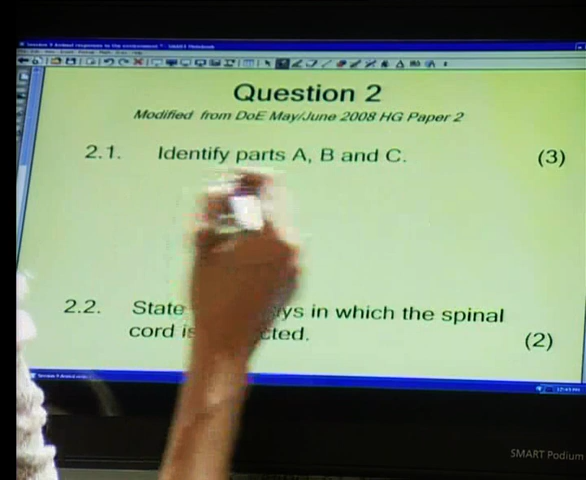 Question 2
Modified from DoE May/June 2008 HG Paper 2
2.1. Identify parts A, B and C. (3)
2.2. State ys in which the spinal
cord is cted. (2)
SMART Podium